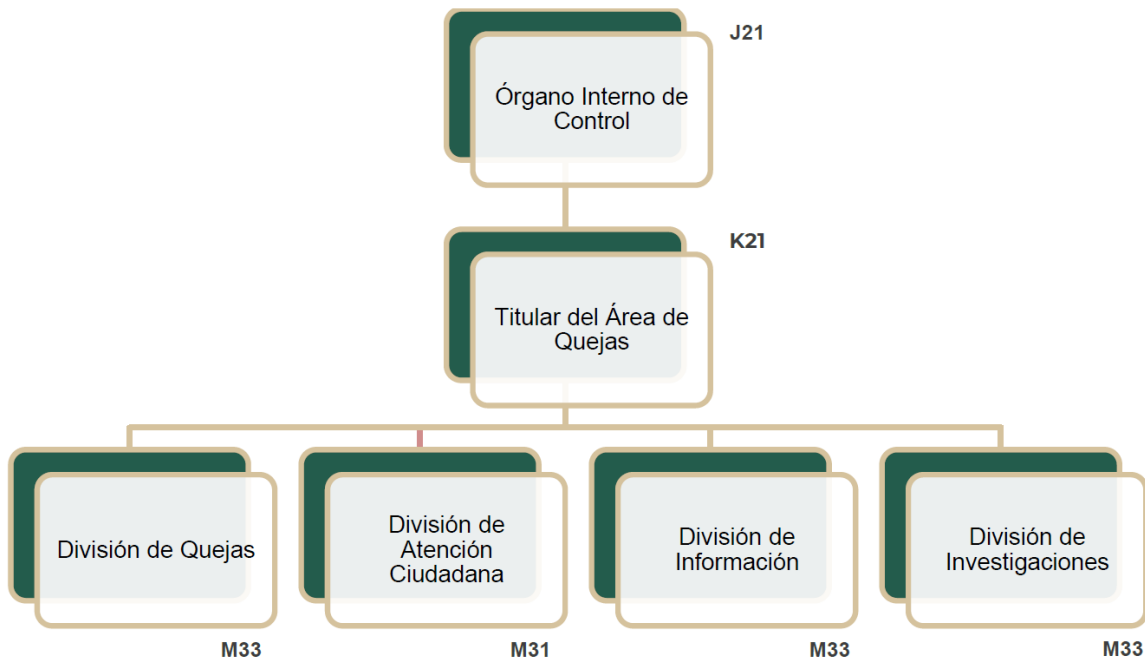 J21
Órgano Interno de
Control
K21
Titular del Área de
Quejas
División de Quejas
División de
Atención
Ciudadana
División de
Información
División de
Investigaciones
M33
M31
M33
M33